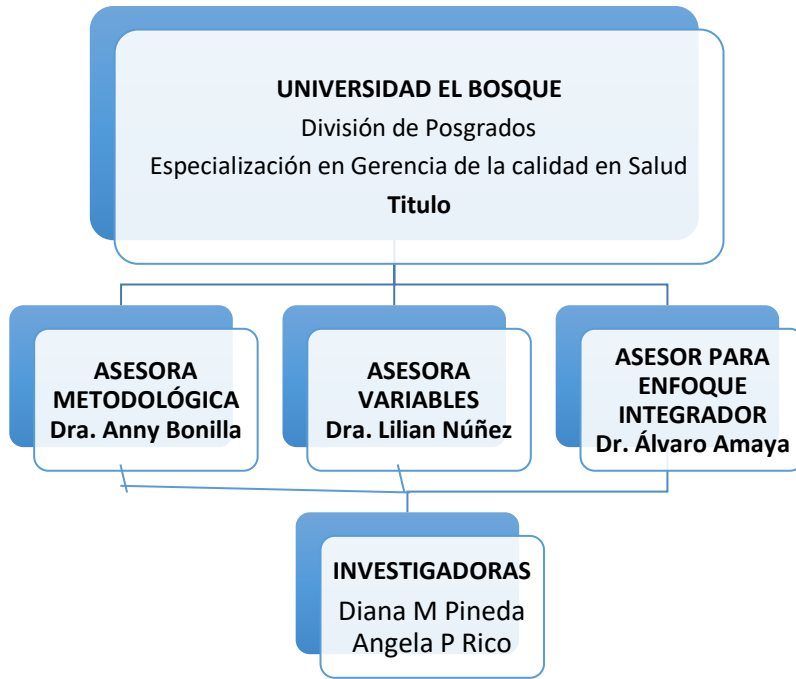 UNIVERSIDAD EL BOSQUE
División de Posgrados
Especialización en Gerencia de la calidad en Salud
Titulo
ASESORA
METODOLÓGICA
Dra. Anny Bonilla
ASESORA
VARIABLES
Dra. Lilian Núñez
ASESOR PARA
ENFOQUE
INTEGRADOR
Dr. Álvaro Amaya
INVESTIGADORAS
Diana M Pineda
Angela P Rico